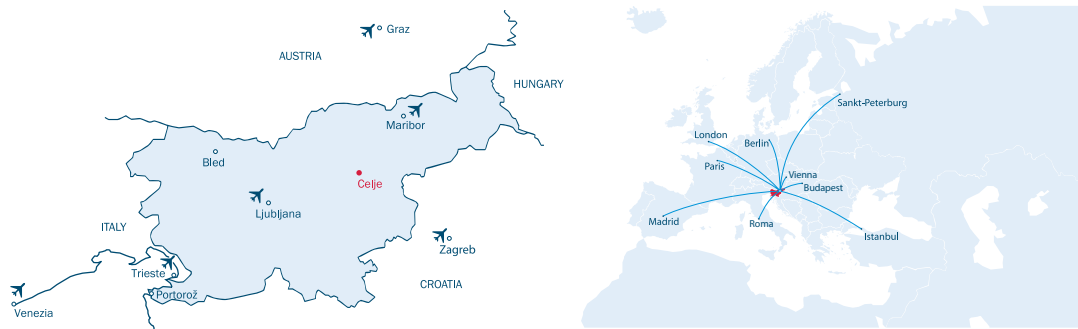 Graz
AUSTRIA
HUNGARY
Maribor
Bled
Celje
Ljubljana
ITALY
Zagreb
Trieste
CROATIA
Portorož
Venezia
Sankt-Peterburg
London
Berlin
Paris
Vienna
Budapest
Madrid
Roma
Istanbul